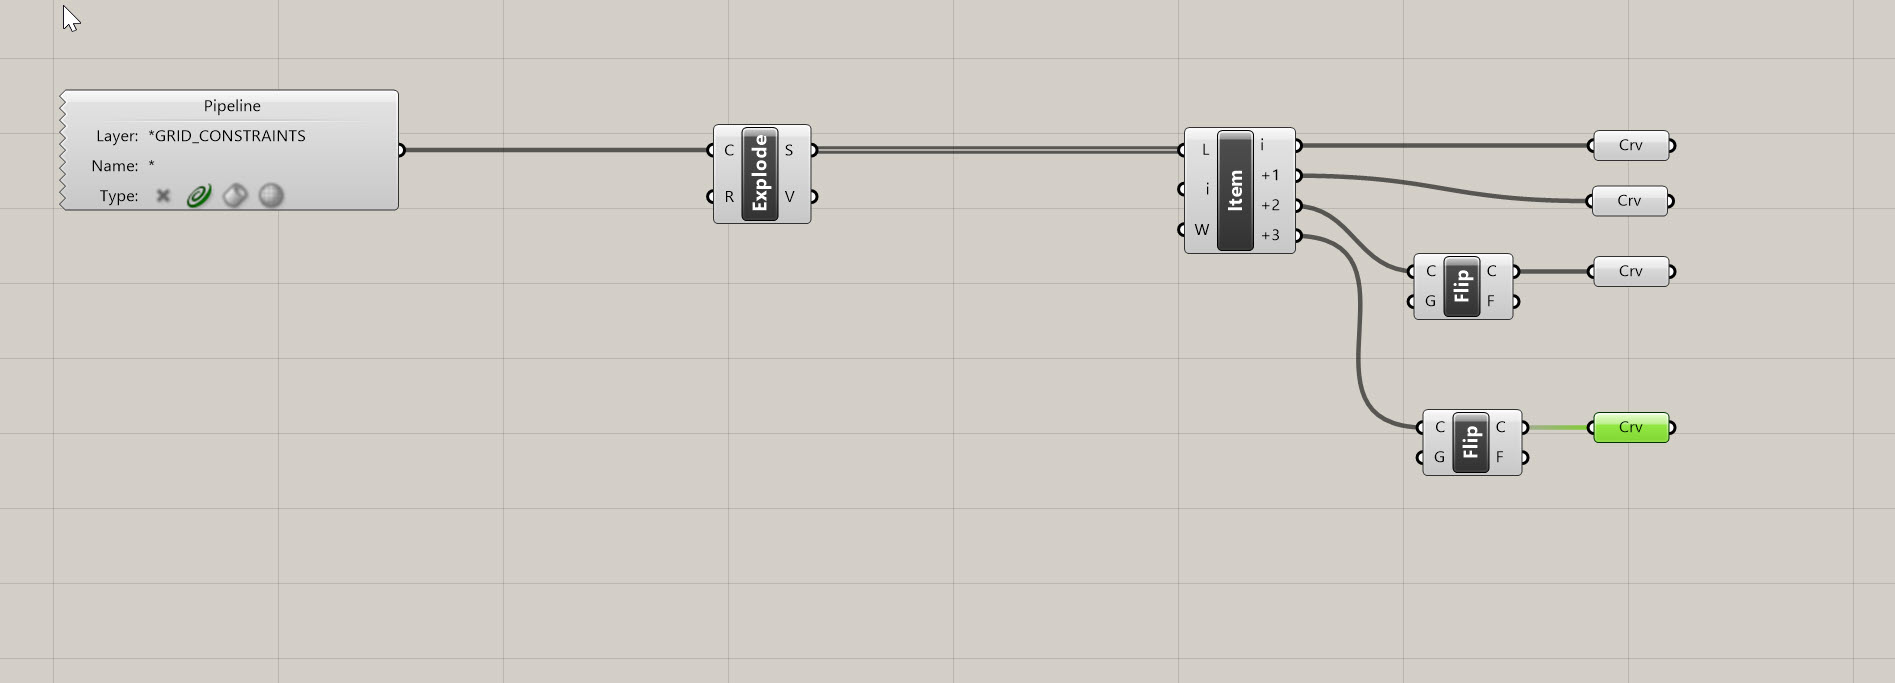 Pipeline
Layer: *GRID_CONSTRAINTS
Name: *
Type:
C Explode S
R V
L Item i
i +1
W +2
+3
Crv
Crv
C Flip C
G F
Crv
C Flip C
G F
Crv